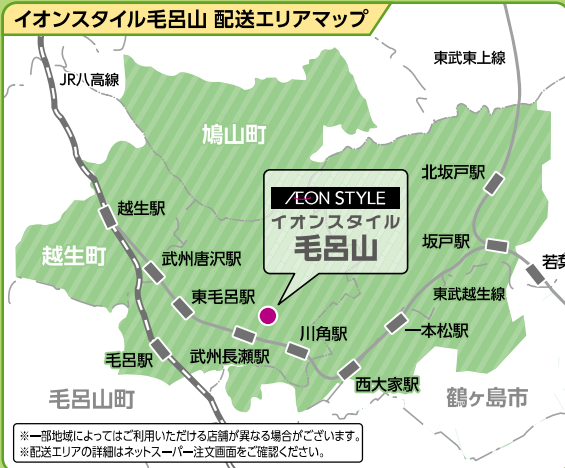 イオンスタイル毛呂山 配送エリアマップ
JR八高線
東武東上線
鳩山町
北坂戸駅
ÆON STYLE
イオンスタイル
毛呂山
越生駅
坂戸駅
越生町
武州唐沢駅
若葉
東毛呂駅
東武越生線
川角駅
一本松駅
毛呂駅
武州長瀬駅
西大家駅
毛呂山町
鶴ヶ島市
※一部地域によってはご利用いただける店舗が異なる場合がございます。
※配送エリアの詳細はネットスーパー注文画面をご確認ください。